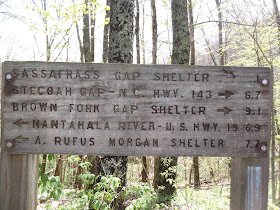 SASSAFRASS GAP SHELTER →
STECOAH GAP - N.C. HWY. 143 → 6.7
BROWN FORK GAP SHELTER → 9.1
← NANTAHALA RIVER - U.S. HWY. 19 6.9
← A. RUFUS MORGAN SHELTER 7.7